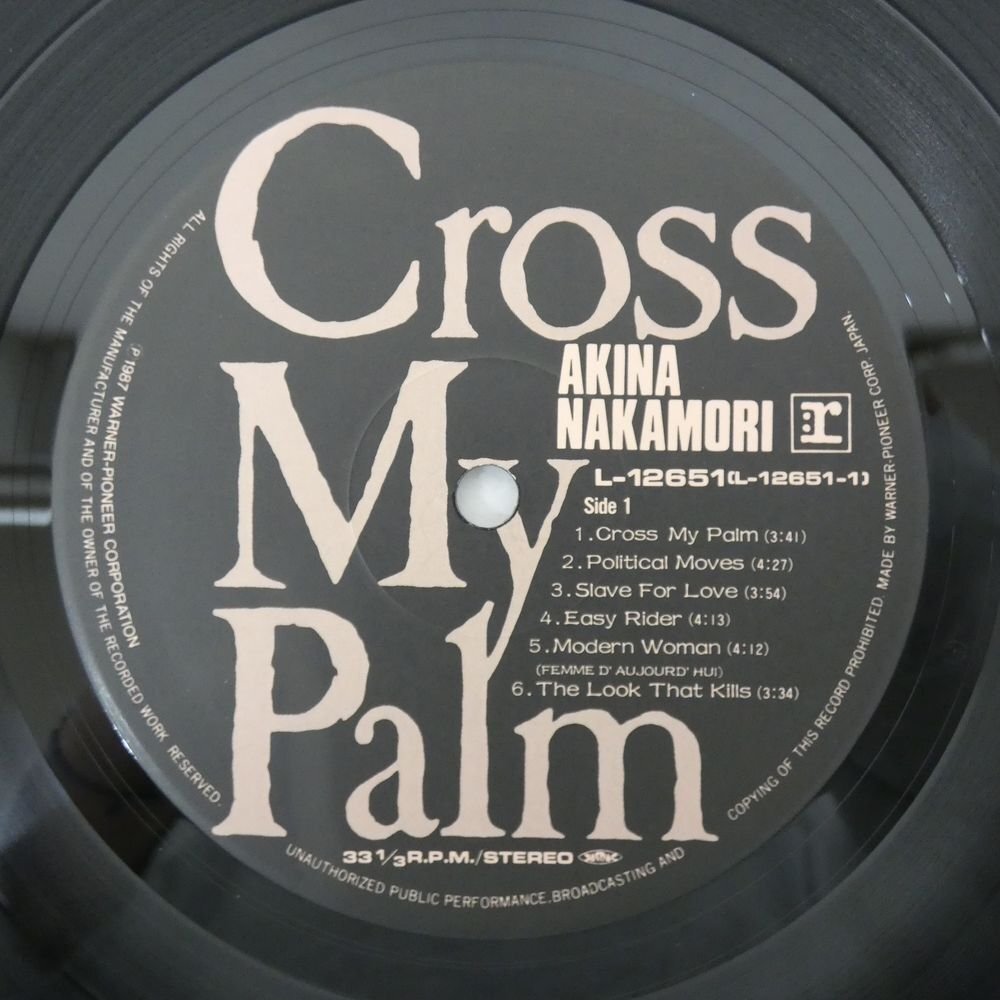 Cross
My
Palm
AKINA
NAKAMORI
r
L-12651(L-12651-1)
Side 1
1.Cross My Palm (3:41)
2.Political Moves (4:27)
3.Slave For Love (3:54)
4.Easy Rider (4:13)
5.Modern Woman (4:12)
(FEMME D' AUJOURD' HUI)
6.The Look That Kills (3:34)
33 1/3 R.P.M./STEREO
℗ 1987 WARNER-PIONEER CORPORATION
ALL RIGHTS OF THE MANUFACTURER AND OF THE OWNER OF THE RECORDED WORK RESERVED.
UNAUTHORIZED PUBLIC PERFORMANCE.BROADCASTING AND
COPYING OF THIS RECORD PROHIBITED. MADE BY WARNER-PIONEER CORP. JAPAN.